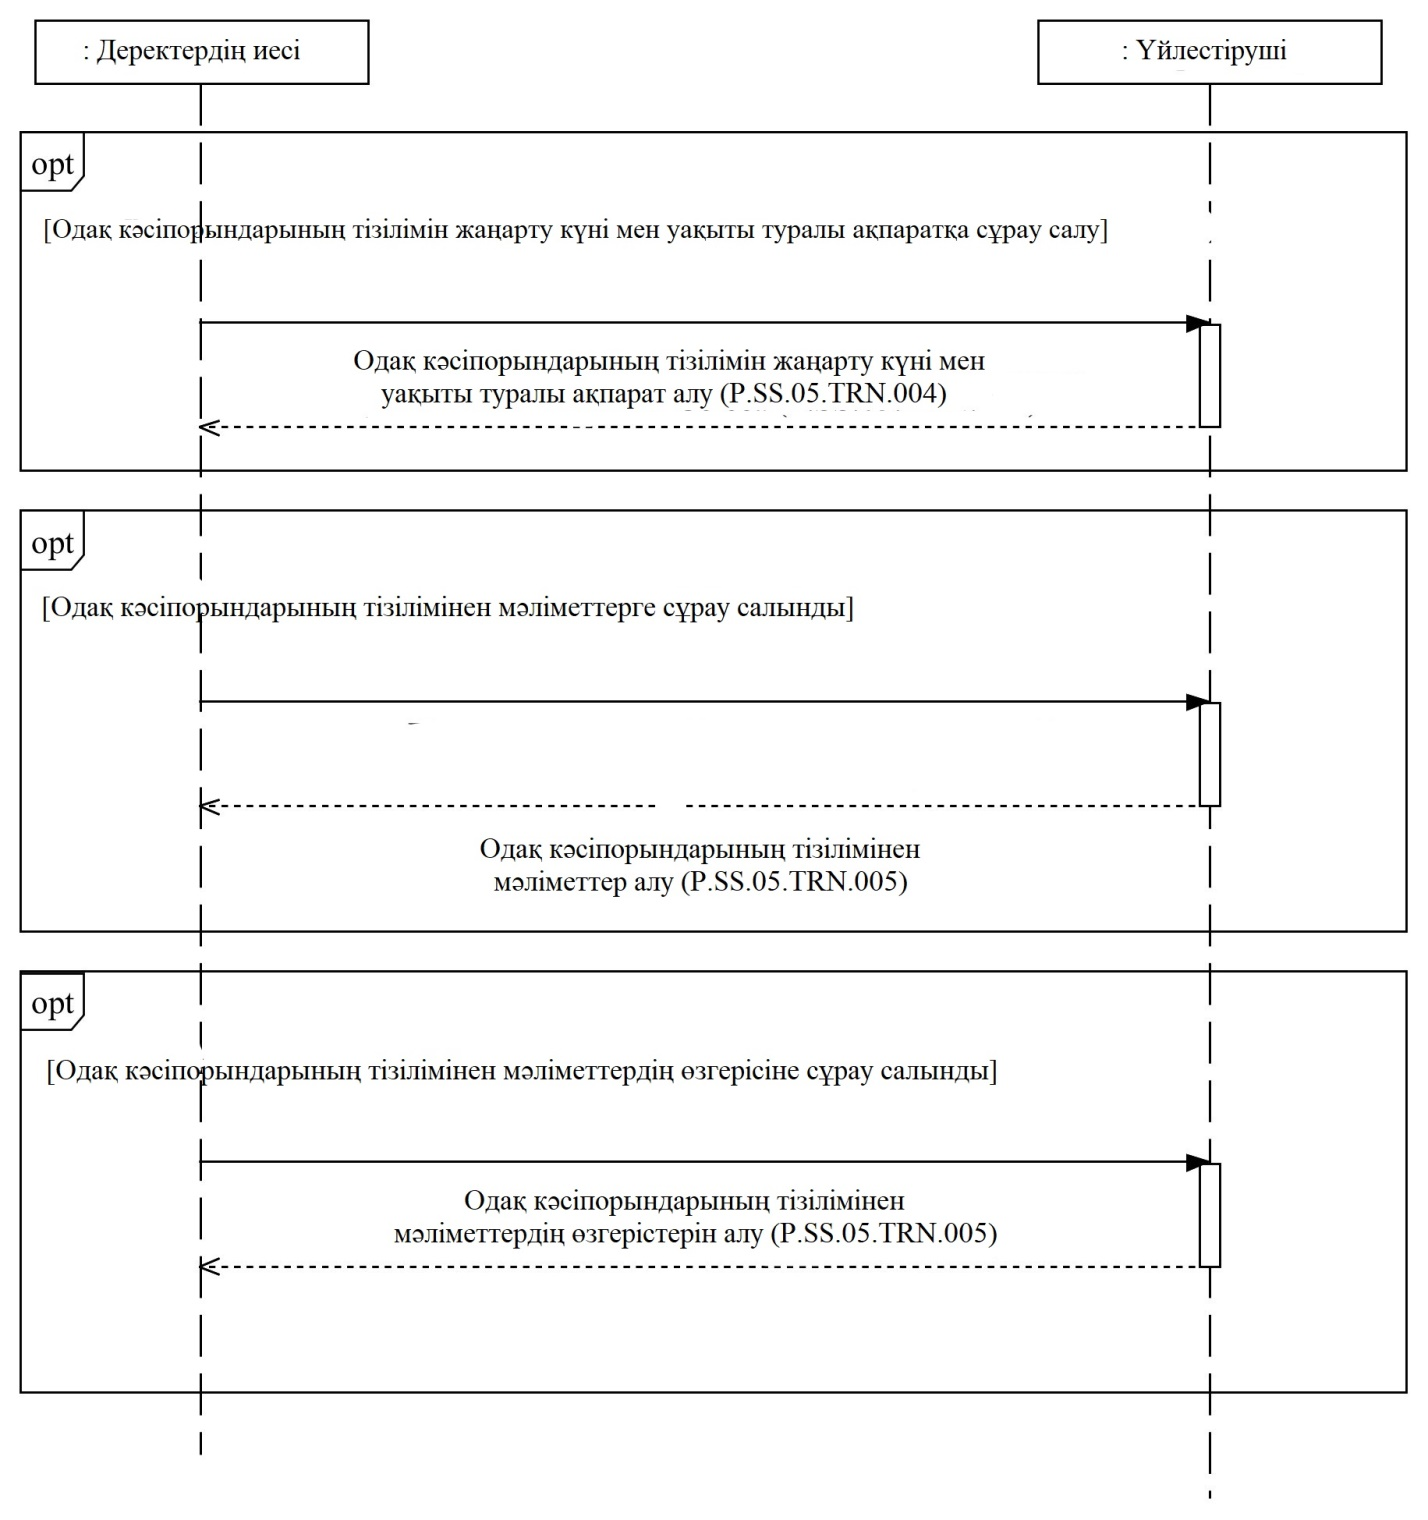 : Деректердің иесі
: Үйлестіруші
opt
[Одақ кәсіпорындарының тізілімін жаңарту күні мен уақыты туралы ақпаратқа сұрау салу]
Одақ кәсіпорындарының тізілімін жаңарту күні мен
уақыты туралы ақпарат алу (P.SS.05.TRN.004)
opt
[Одақ кәсіпорындарының тізілімінен мәліметтерге сұрау салынды]
Одақ кәсіпорындарының тізілімінен
мәліметтер алу (P.SS.05.TRN.005)
opt
[Одақ кәсіпорындарының тізілімінен мәліметтердің өзгерісіне сұрау салынды]
Одақ кәсіпорындарының тізілімінен
мәліметтердің өзгерістерін алу (P.SS.05.TRN.005)